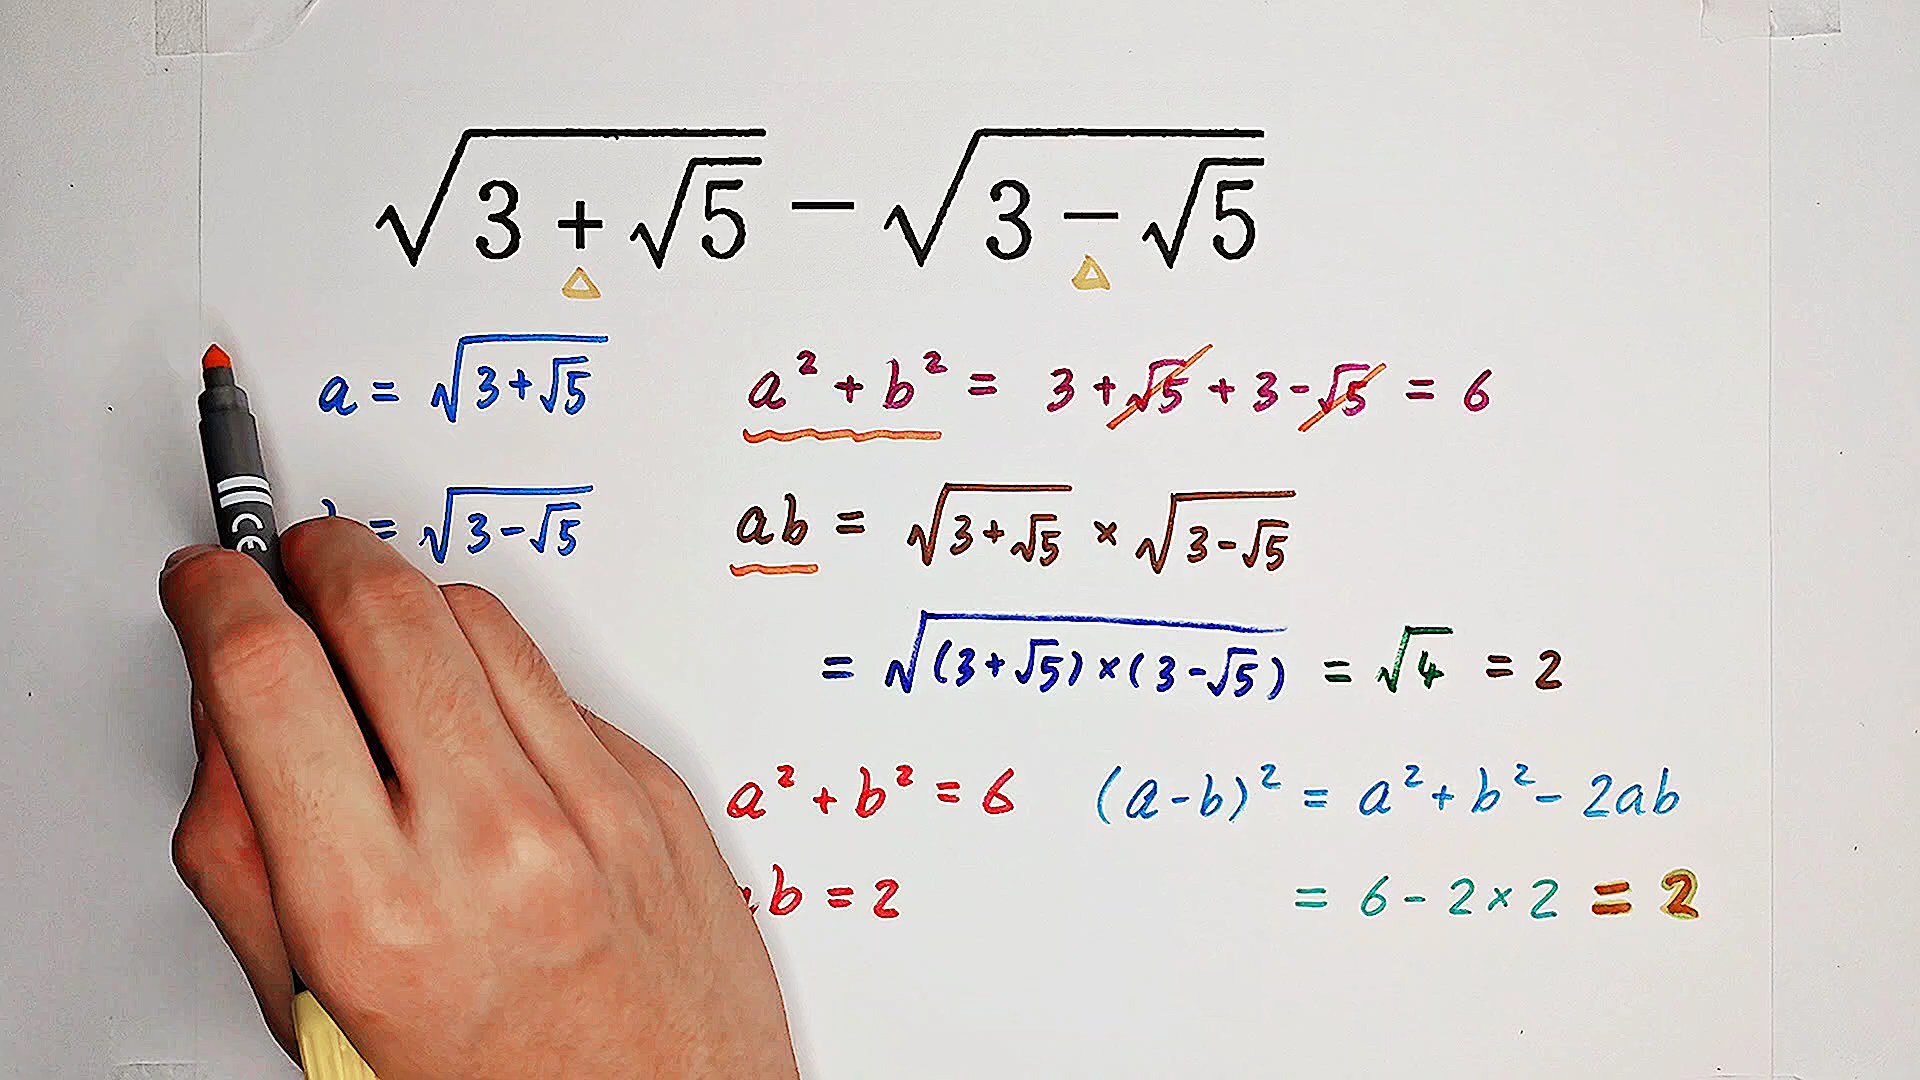 √(3 + √5) − √(3 − √5)
a = √(3+√5)
a² + b² = 3+√5 + 3-√5 = 6
= √(3-√5)
ab = √(3+√5) × √(3-√5)
= √((3+√5)×(3-√5)) = √4 = 2
a² + b² = 6
(a-b)² = a² + b² - 2ab
b = 2
= 6 - 2×2 = 2
CE